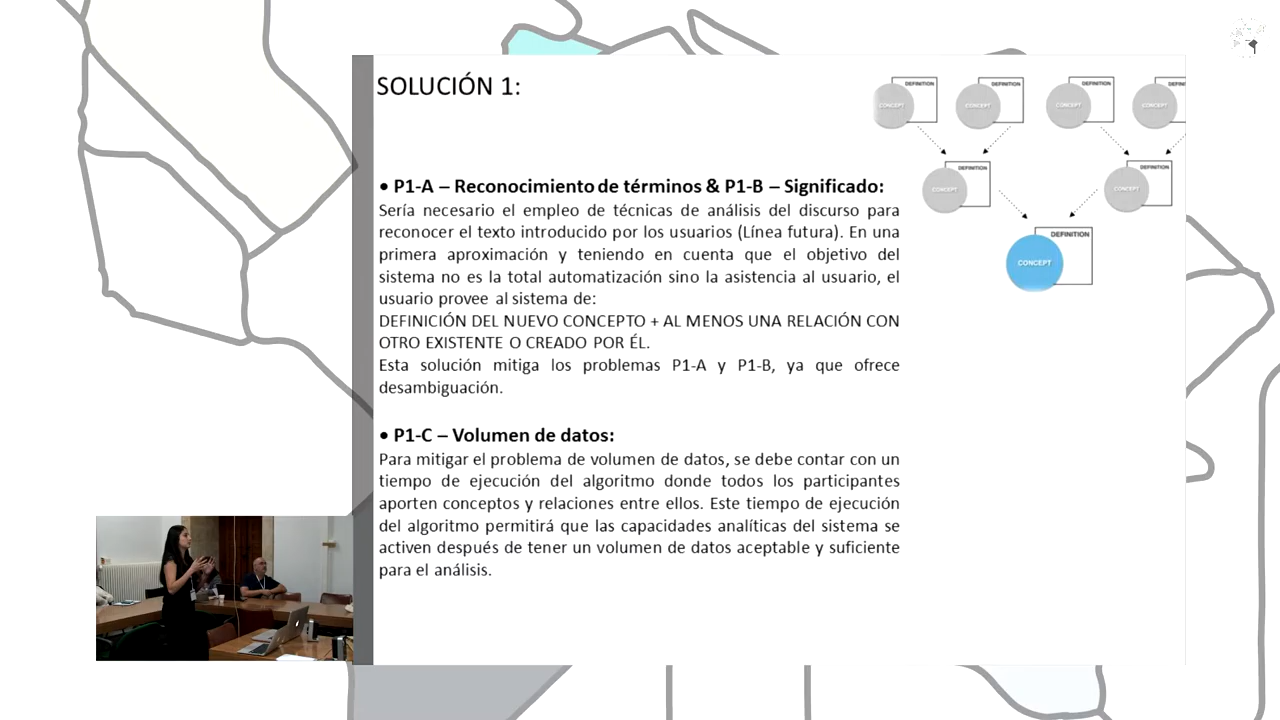 SOLUCIÓN 1:
• P1-A – Reconocimiento de términos & P1-B – Significado:
Sería necesario el empleo de técnicas de análisis del discurso para
reconocer el texto introducido por los usuarios (Línea futura). En una
primera aproximación y teniendo en cuenta que el objetivo del
sistema no es la total automatización sino la asistencia al usuario, el
usuario provee al sistema de:
DEFINICIÓN DEL NUEVO CONCEPTO + AL MENOS UNA RELACIÓN CON
OTRO EXISTENTE O CREADO POR ÉL.
Esta solución mitiga los problemas P1-A y P1-B, ya que ofrece
desambiguación.
• P1-C – Volumen de datos:
Para mitigar el problema de volumen de datos, se debe contar con un
tiempo de ejecución del algoritmo donde todos los participantes
aporten conceptos y relaciones entre ellos. Este tiempo de ejecución
del algoritmo permitirá que las capacidades analíticas del sistema se
activen después de tener un volumen de datos aceptable y suficiente
para el análisis.
DEFINITION DEFINITION DEFINITION DEFINITION
CONCEPT CONCEPT CONCEPT CONCEPT
DEFINITION DEFINITION
CONCEPT CONCEPT
DEFINITION
CONCEPT